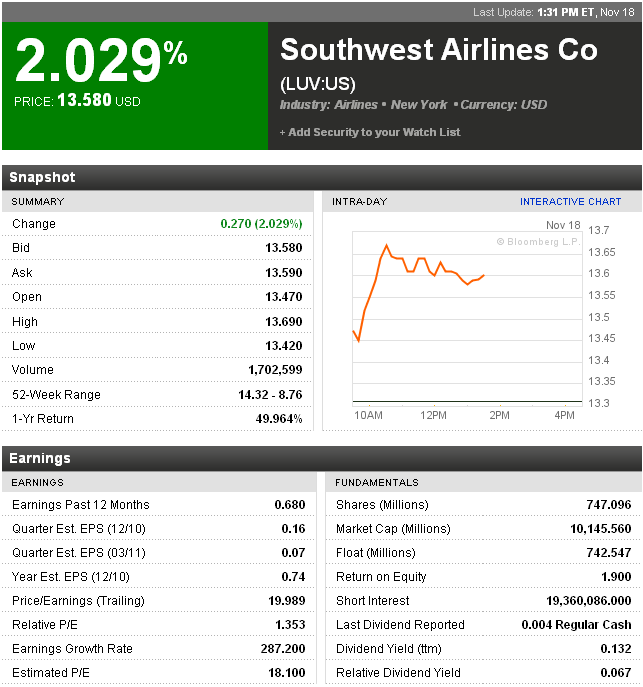 Last Update: 1:31 PM ET, Nov 18
2.029%
PRICE: 13.580 USD
Southwest Airlines Co
(LUV:US)
Industry: Airlines • New York • Currency: USD
+ Add Security to your Watch List
Snapshot
SUMMARY
Change 0.270 (2.029%)
Bid 13.580
Ask 13.590
Open 13.470
High 13.690
Low 13.420
Volume 1,702,599
52-Week Range 14.32 - 8.76
1-Yr Return 49.964%
INTRA-DAY INTERACTIVE CHART
Nov 18
© Bloomberg L.P.
13.7
13.65
13.6
13.55
13.5
13.45
13.4
13.35
13.3
10AM 12PM 2PM 4PM
Earnings
EARNINGS
Earnings Past 12 Months 0.680
Quarter Est. EPS (12/10) 0.16
Quarter Est. EPS (03/11) 0.07
Year Est. EPS (12/10) 0.74
Price/Earnings (Trailing) 19.989
Relative P/E 1.353
Earnings Growth Rate 287.200
Estimated P/E 18.100
FUNDAMENTALS
Shares (Millions) 747.096
Market Cap (Millions) 10,145.560
Float (Millions) 742.547
Return on Equity 1.900
Short Interest 19,360,086.000
Last Dividend Reported 0.004 Regular Cash
Dividend Yield (ttm) 0.132
Relative Dividend Yield 0.067